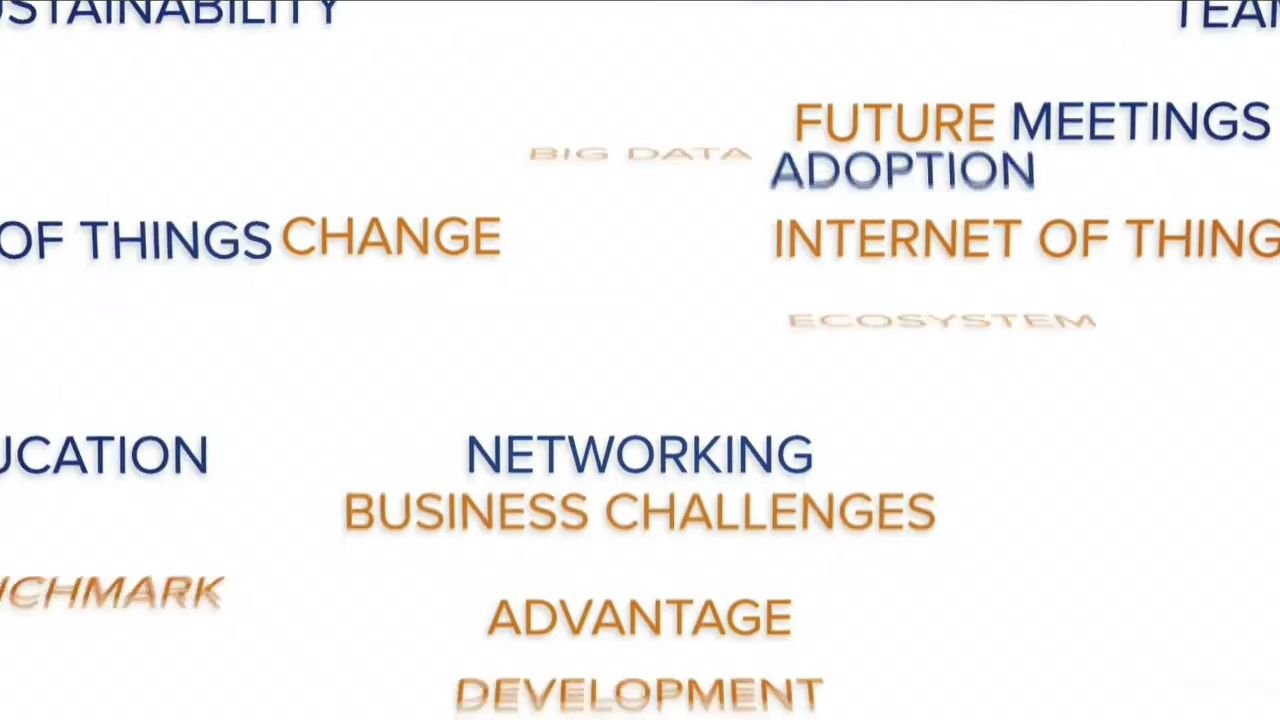 USTAINABILITY
TEAM
FUTURE MEETINGS
BIG DATA
ADOPTION
OF THINGS CHANGE
INTERNET OF THING
ECOSYSTEM
UCATION
NETWORKING
BUSINESS CHALLENGES
NCHMARK
ADVANTAGE
DEVELOPMENT